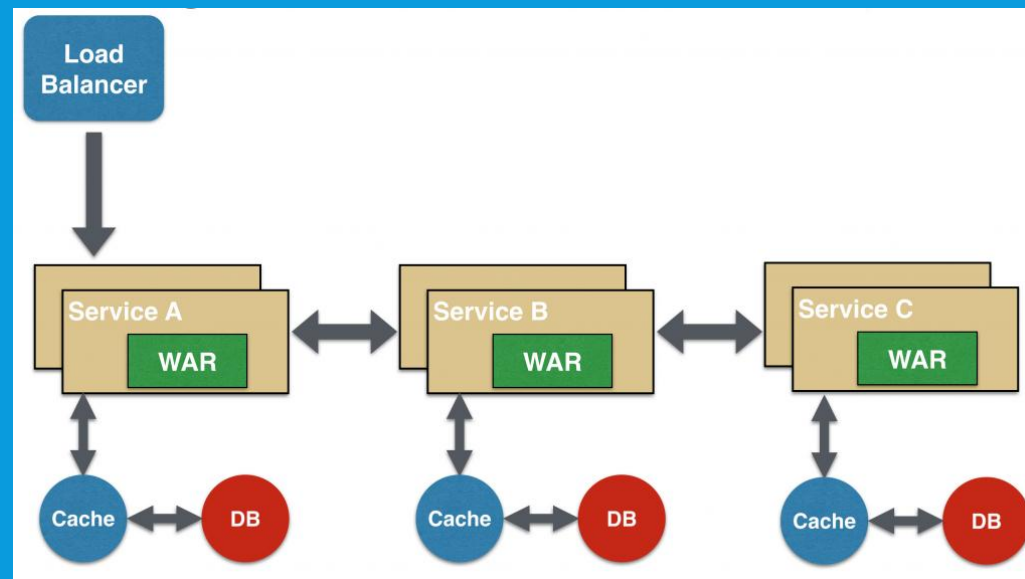 Load
Balancer
Service A
WAR
Service B
WAR
Service C
WAR
Cache
DB
Cache
DB
Cache
DB